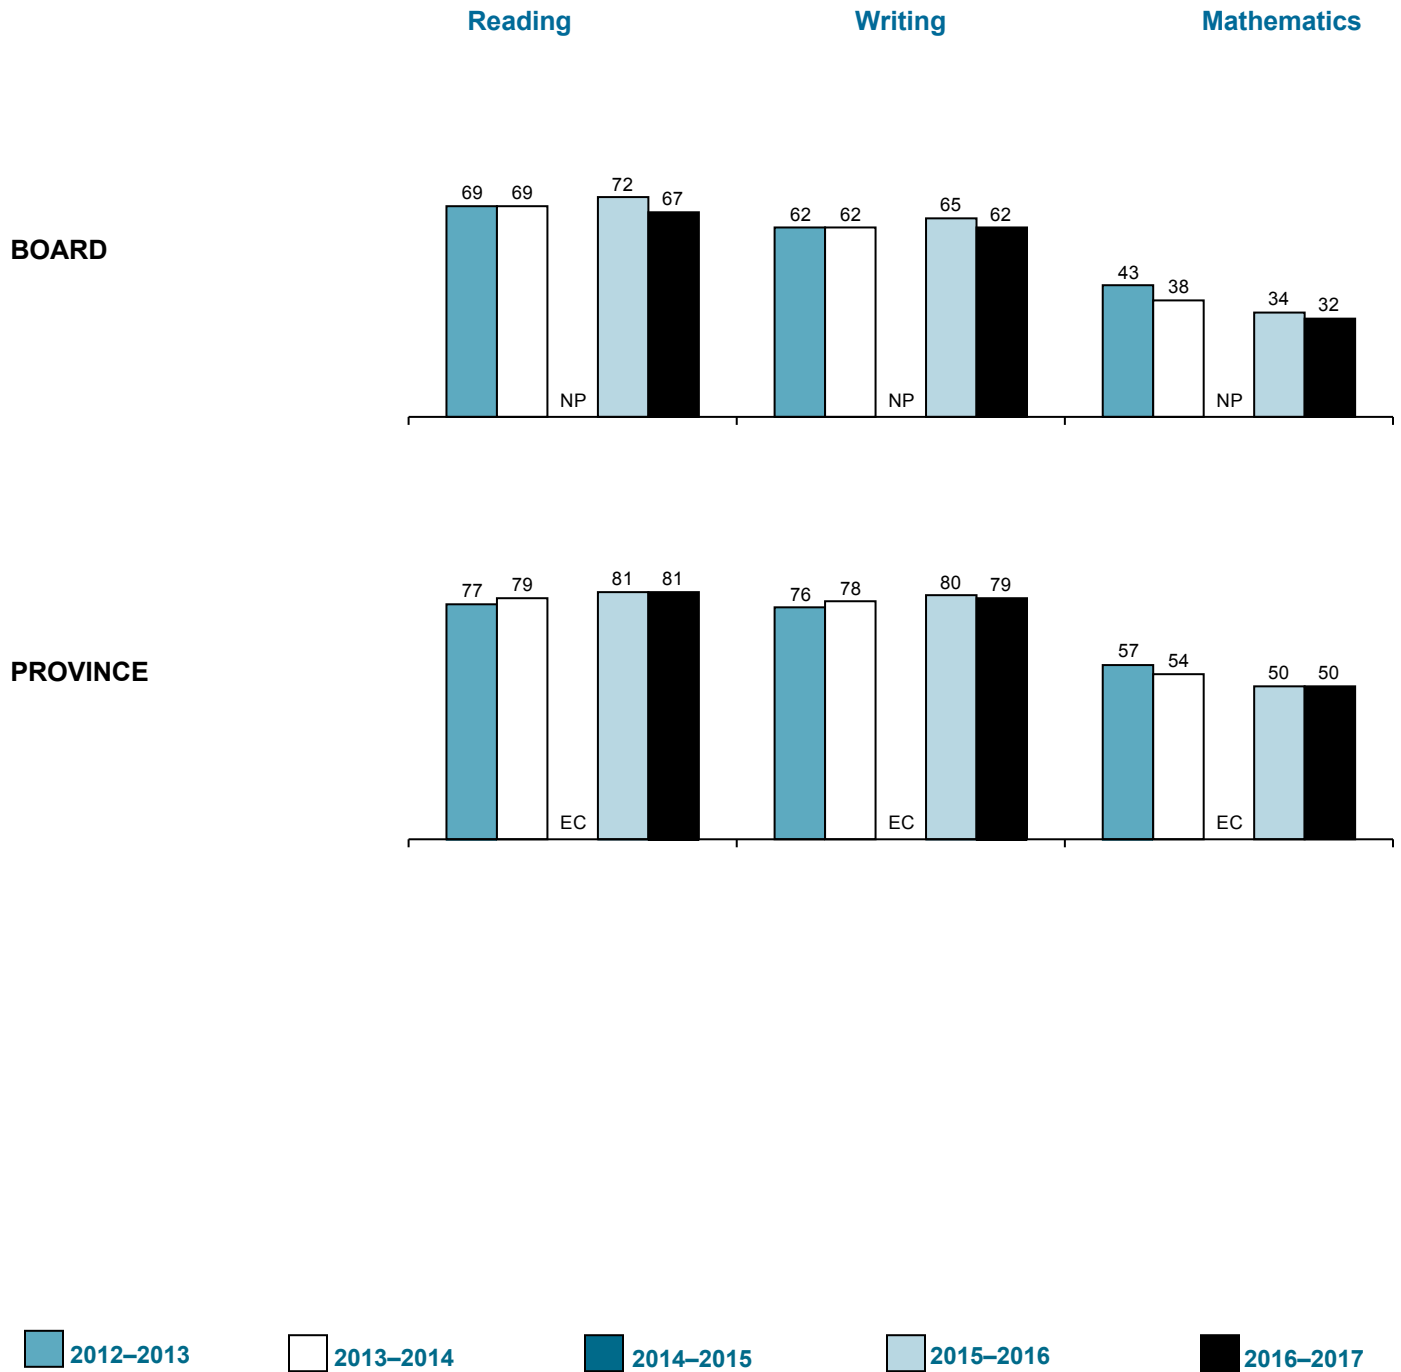 Reading Writing Mathematics
BOARD
69 69 NP 72 67 62 62 NP 65 62 43 38 NP 34 32
PROVINCE
77 79 EC 81 81 76 78 EC 80 79 57 54 EC 50 50
2012–2013 2013–2014 2014–2015 2015–2016 2016–2017